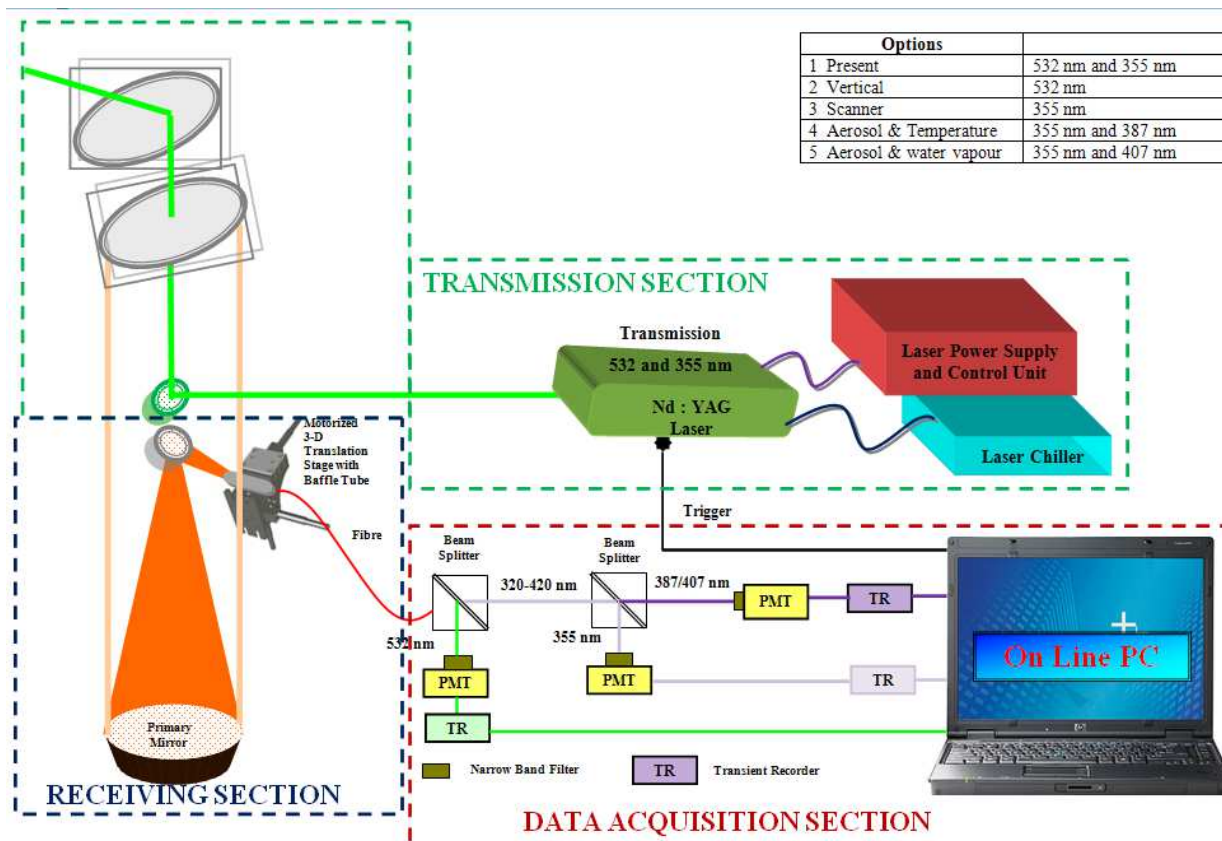 Options
1 Present 532 nm and 355 nm
2 Vertical 532 nm
3 Scanner 355 nm
4 Aerosol & Temperature 355 nm and 387 nm
5 Aerosol & water vapour 355 nm and 407 nm
TRANSMISSION SECTION
Transmission
532 and 355 nm
Nd : YAG
Laser
Laser Power Supply
and Control Unit
Laser Chiller
Motorized
3-D
Translation
Stage with
Baffle Tube
Fibre
Primary
Mirror
RECEIVING SECTION
Trigger
Beam
Splitter
Beam
Splitter
320-420 nm
387/407 nm
PMT
TR
532 nm
355 nm
PMT
PMT
TR
TR
On Line PC
hp
Narrow Band Filter
TR
Transient Recorder
DATA ACQUISITION SECTION